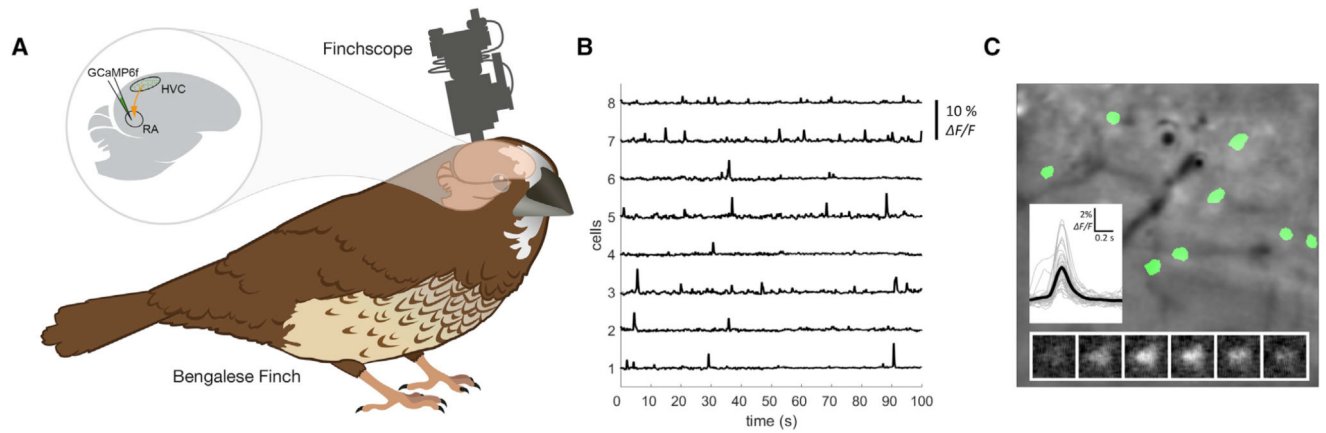 A
Finchscope
GCaMP6f
HVC
RA
Bengalese Finch
B
8
7
6
5
4
3
2
1
cells
0 10 20 30 40 50 60 70 80 90 100
time (s)
10 %
ΔF/F
C
2%
ΔF/F
0.2 s